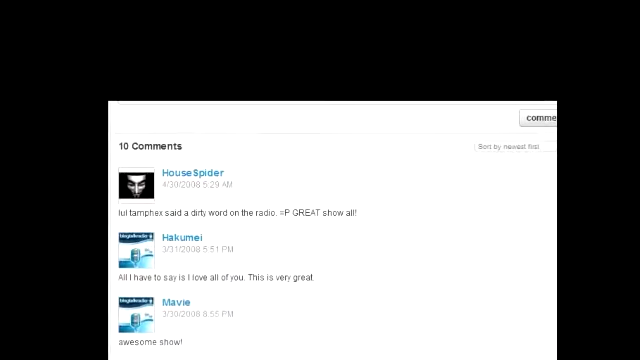 comme
10 Comments
Sort by newest first
HouseSpider
4/30/2008 5:29 AM
lul tamphex said a dirty word on the radio. =P GREAT show all!
Hakumei
3/31/2008 5:51 PM
All I have to say is I love all of you. This is very great.
Mavie
3/30/2008 8:55 PM
awesome show!